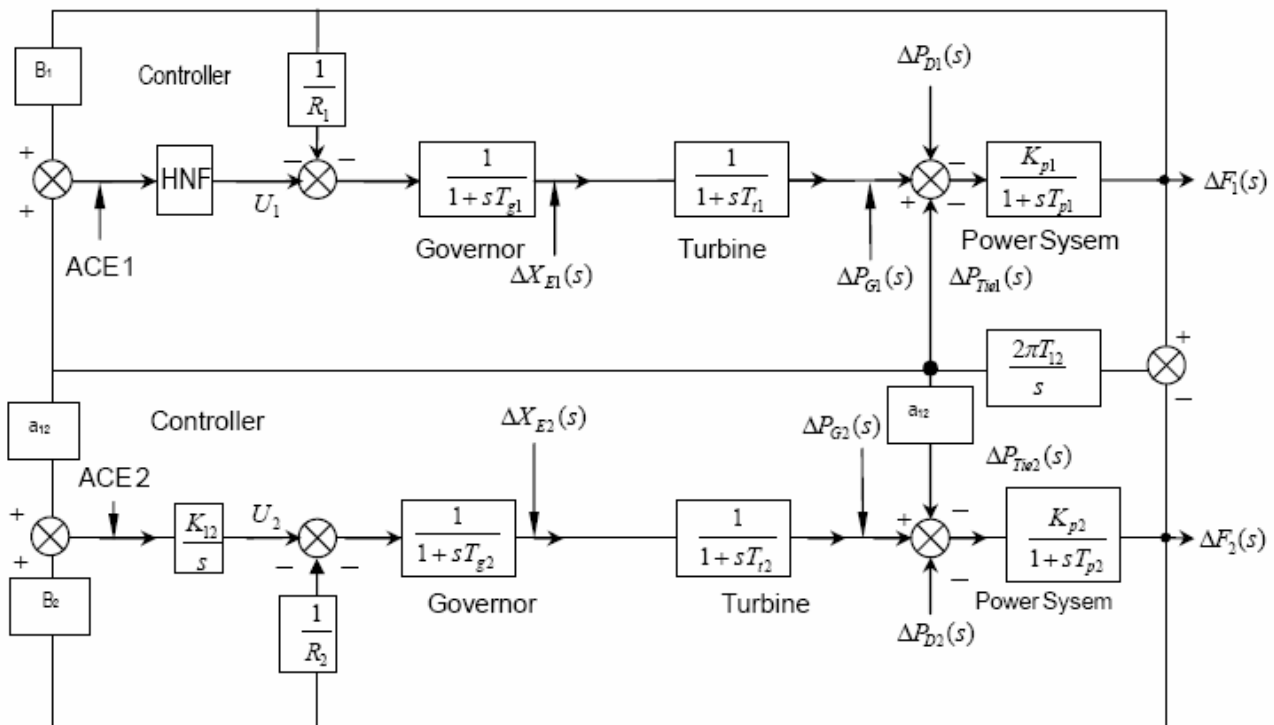 B₁
Controller
1
R₁
ΔP_D1(s)
+
+
ACE1
HNF
U₁
−
−
1
1 + sT_g1
Governor
ΔX_E1(s)
1
1 + sT_t1
Turbine
ΔP_G1(s)
+
−
−
ΔP_Tie1(s)
K_p1
1 + sT_p1
Power Sysem
ΔF₁(s)
2πT₁₂
s
+
−
a₁₂
Controller
ACE2
+
+
K₁₂
s
U₂
−
−
1
R₂
B₂
1
1 + sT_g2
Governor
ΔX_E2(s)
1
1 + sT_t2
Turbine
ΔP_G2(s)
a₁₂
ΔP_Tie2(s)
+
−
−
ΔP_D2(s)
K_p2
1 + sT_p2
Power Sysem
ΔF₂(s)